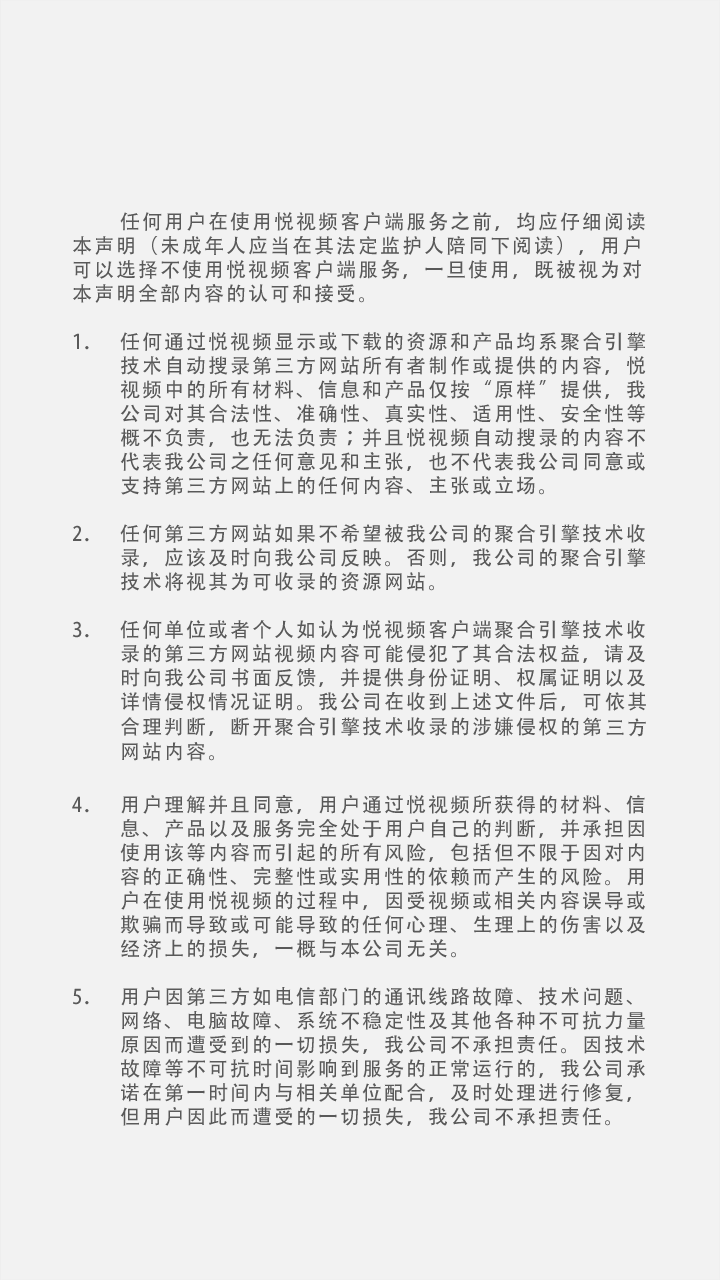 任何用户在使用悦视频客户端服务之前，均应仔细阅读
本声明（未成年人应当在其法定监护人陪同下阅读），用户
可以选择不使用悦视频客户端服务，一旦使用，既被视为对
本声明全部内容的认可和接受。
1. 任何通过悦视频显示或下载的资源和产品均系聚合引擎
技术自动搜录第三方网站所有者制作或提供的内容，悦
视频中的所有材料、信息和产品仅按“原样”提供，我
公司对其合法性、准确性、真实性、适用性、安全性等
概不负责，也无法负责；并且悦视频自动搜录的内容不
代表我公司之任何意见和主张，也不代表我公司同意或
支持第三方网站上的任何内容、主张或立场。
2. 任何第三方网站如果不希望被我公司的聚合引擎技术收
录，应该及时向我公司反映。否则，我公司的聚合引擎
技术将视其为可收录的资源网站。
3. 任何单位或者个人如认为悦视频客户端聚合引擎技术收
录的第三方网站视频内容可能侵犯了其合法权益，请及
时向我公司书面反馈，并提供身份证明、权属证明以及
详情侵权情况证明。我公司在收到上述文件后，可依其
合理判断，断开聚合引擎技术收录的涉嫌侵权的第三方
网站内容。
4. 用户理解并且同意，用户通过悦视频所获得的材料、信
息、产品以及服务完全处于用户自己的判断，并承担因
使用该等内容而引起的所有风险，包括但不限于因对内
容的正确性、完整性或实用性的依赖而产生的风险。用
户在使用悦视频的过程中，因受视频或相关内容误导或
欺骗而导致或可能导致的任何心理、生理上的伤害以及
经济上的损失，一概与本公司无关。
5. 用户因第三方如电信部门的通讯线路故障、技术问题、
网络、电脑故障、系统不稳定性及其他各种不可抗力量
原因而遭受到的一切损失，我公司不承担责任。因技术
故障等不可抗时间影响到服务的正常运行的，我公司承
诺在第一时间内与相关单位配合，及时处理进行修复，
但用户因此而遭受的一切损失，我公司不承担责任。